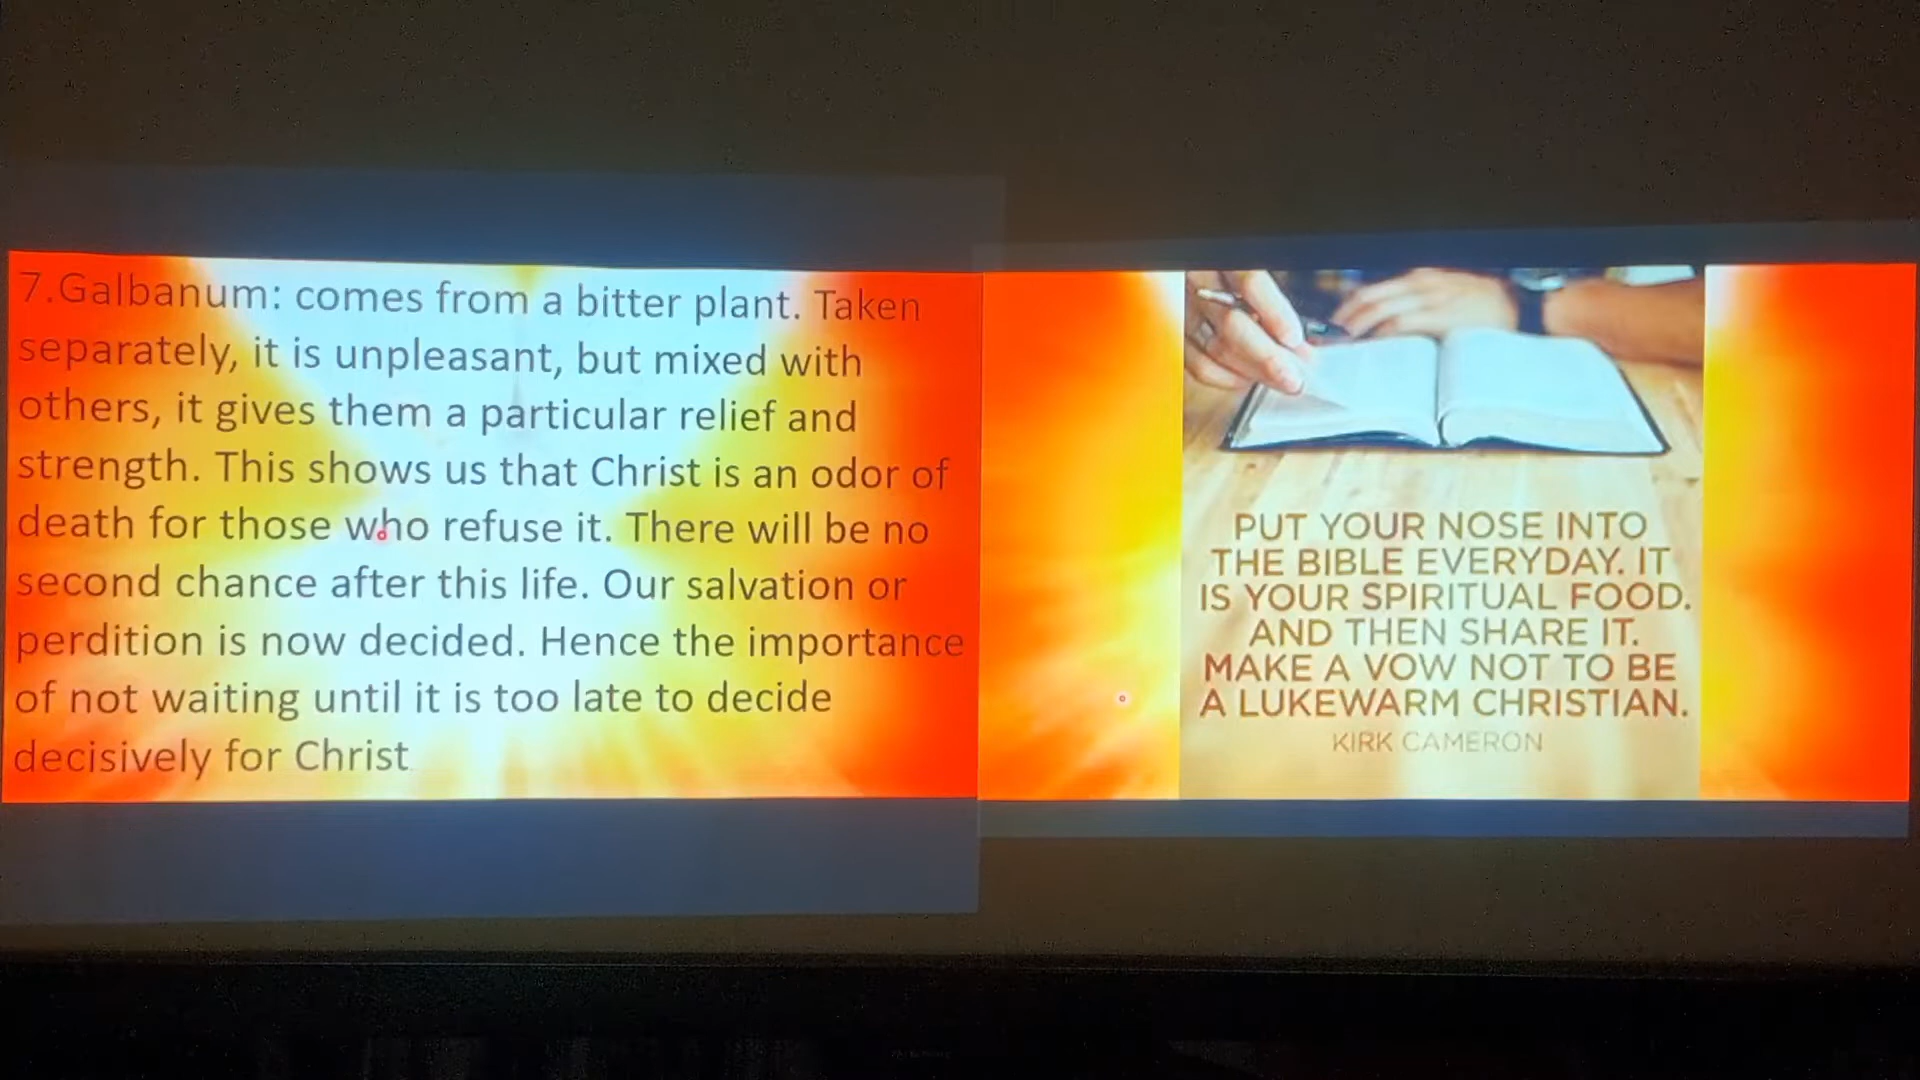 7.Galbanum: comes from a bitter plant. Taken
separately, it is unpleasant, but mixed with
others, it gives them a particular relief and
strength. This shows us that Christ is an odor of
death for those who refuse it. There will be no
second chance after this life. Our salvation or
perdition is now decided. Hence the importance
of not waiting until it is too late to decide
decisively for Christ
PUT YOUR NOSE INTO
THE BIBLE EVERYDAY. IT
IS YOUR SPIRITUAL FOOD.
AND THEN SHARE IT.
MAKE A VOW NOT TO BE
A LUKEWARM CHRISTIAN.
KIRK CAMERON